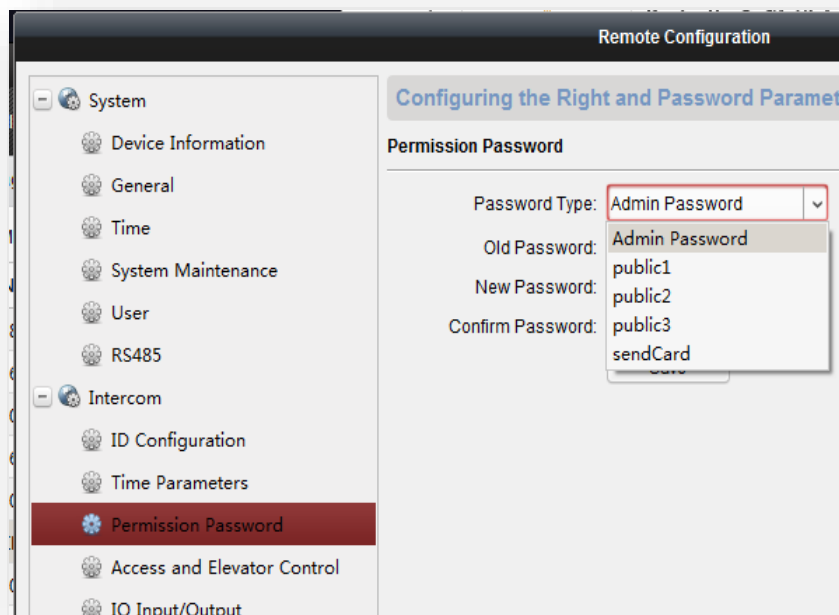 Remote Configuration
System
Device Information
General
Time
System Maintenance
User
RS485
Intercom
ID Configuration
Time Parameters
Permission Password
Access and Elevator Control
IO Input/Output
Configuring the Right and Password Paramet
Permission Password
Password Type: Admin Password
Old Password:
New Password:
Confirm Password:
Admin Password
public1
public2
public3
sendCard
Save